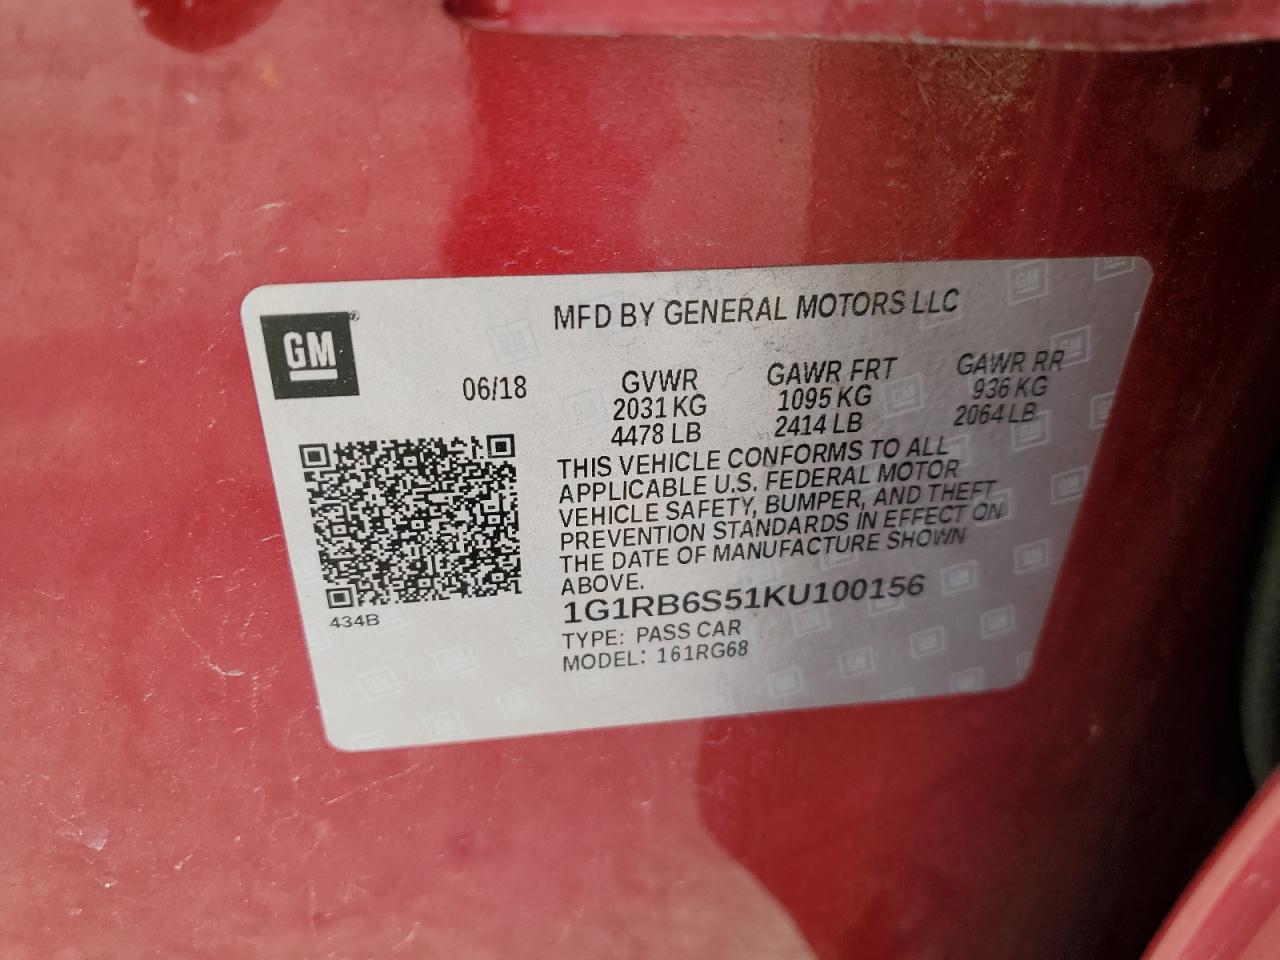 GM
MFD BY GENERAL MOTORS LLC
06/18
GVWR GAWR FRT GAWR RR
2031 KG 1095 KG 936 KG
4478 LB 2414 LB 2064 LB
THIS VEHICLE CONFORMS TO ALL
APPLICABLE U.S. FEDERAL MOTOR
VEHICLE SAFETY, BUMPER, AND THEFT
PREVENTION STANDARDS IN EFFECT ON
THE DATE OF MANUFACTURE SHOWN
ABOVE.
1G1RB6S51KU100156
434B
TYPE: PASS CAR
MODEL: 161RG68